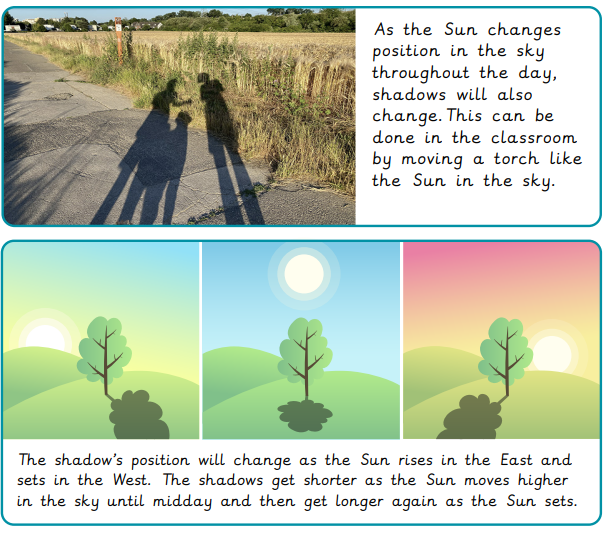 As the Sun changes
position in the sky
throughout the day,
shadows will also
change. This can be
done in the classroom
by moving a torch like
the Sun in the sky.
The shadow's position will change as the Sun rises in the East and
sets in the West. The shadows get shorter as the Sun moves higher
in the sky until midday and then get longer again as the Sun sets.